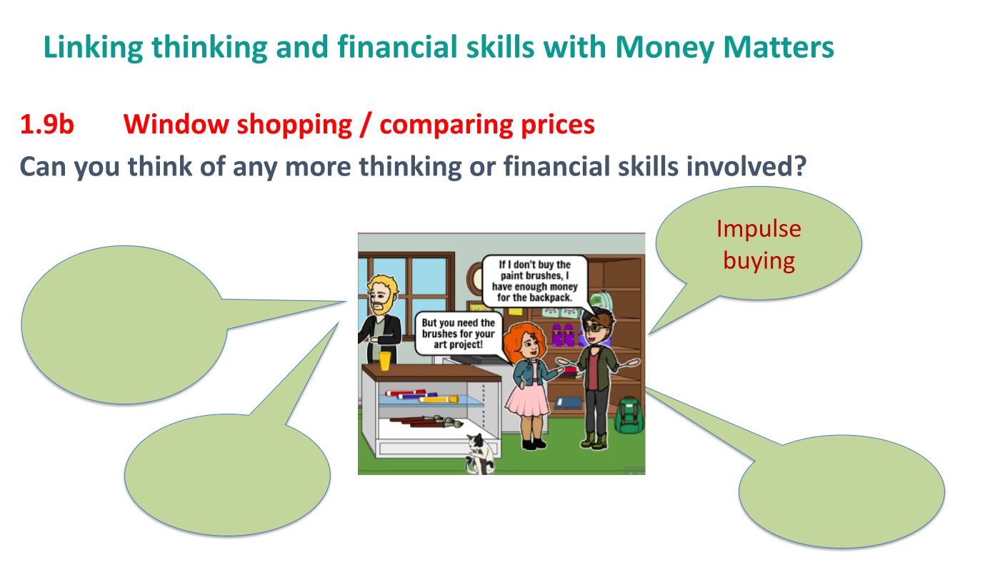 Linking thinking and financial skills with Money Matters
1.9b Window shopping / comparing prices
Can you think of any more thinking or financial skills involved?
Impulse
buying
If I don't buy the
paint brushes, I
have enough money
for the backpack.
But you need the
brushes for your
art project!